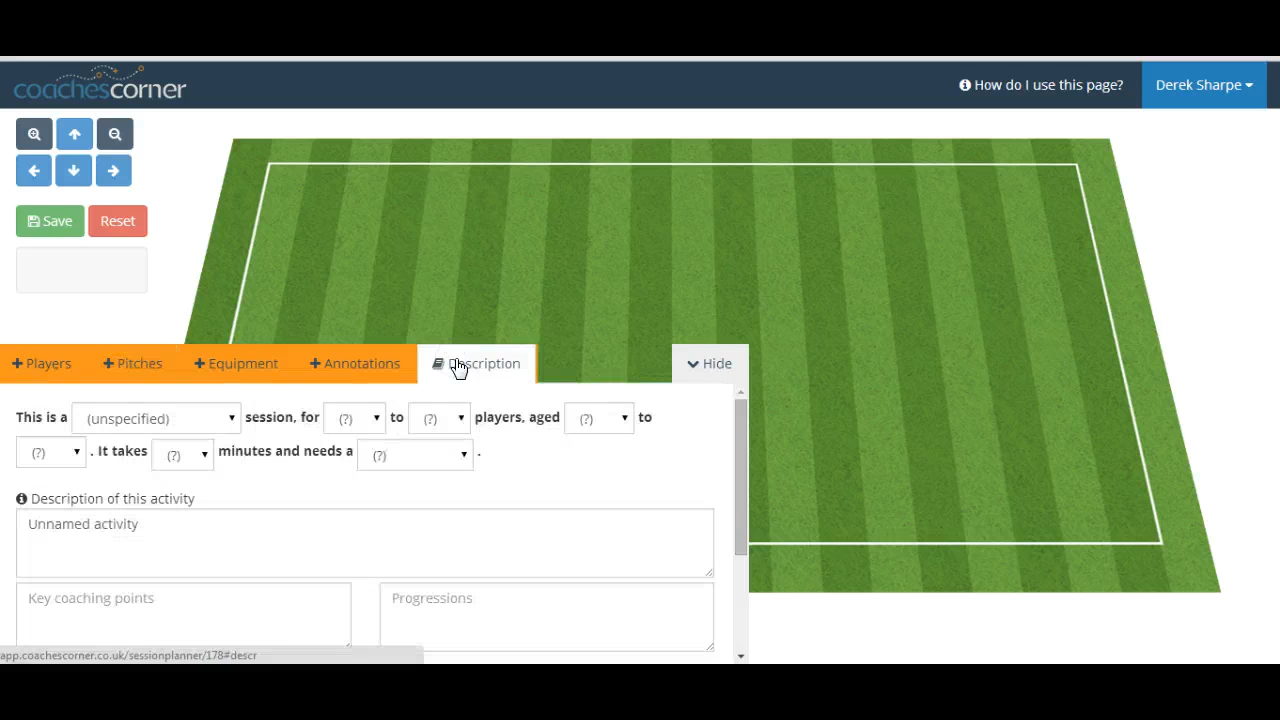 coachescorner
How do I use this page?
Derek Sharpe
Save
Reset
Players
Pitches
Equipment
Annotations
Description
Hide
This is a (unspecified) session, for (?) to (?) players, aged (?) to
(?) . It takes (?) minutes and needs a (?) .
Description of this activity
Unnamed activity
Key coaching points
Progressions
app.coachescorner.co.uk/sessionplanner/178#descr